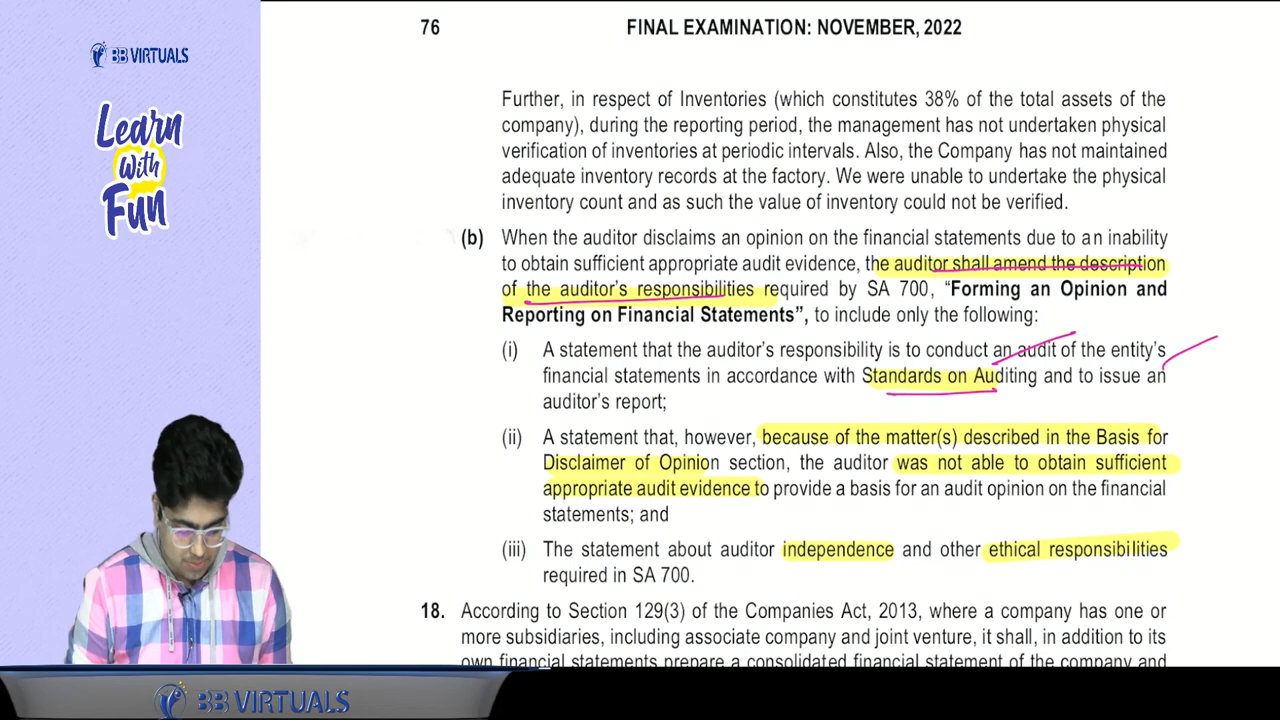 76
FINAL EXAMINATION: NOVEMBER, 2022
BB VIRTUALS
Learn
With
Fun
Further, in respect of Inventories (which constitutes 38% of the total assets of the
company), during the reporting period, the management has not undertaken physical
verification of inventories at periodic intervals. Also, the Company has not maintained
adequate inventory records at the factory. We were unable to undertake the physical
inventory count and as such the value of inventory could not be verified.
(b) When the auditor disclaims an opinion on the financial statements due to an inability
to obtain sufficient appropriate audit evidence, the auditor shall amend the description
of the auditor's responsibilities required by SA 700, “Forming an Opinion and
Reporting on Financial Statements”, to include only the following:
(i) A statement that the auditor's responsibility is to conduct an audit of the entity's
financial statements in accordance with Standards on Auditing and to issue an
auditor's report;
(ii) A statement that, however, because of the matter(s) described in the Basis for
Disclaimer of Opinion section, the auditor was not able to obtain sufficient
appropriate audit evidence to provide a basis for an audit opinion on the financial
statements; and
(iii) The statement about auditor independence and other ethical responsibilities
required in SA 700.
18. According to Section 129(3) of the Companies Act, 2013, where a company has one or
more subsidiaries, including associate company and joint venture, it shall, in addition to its
own financial statements prepare a consolidated financial statement of the company and
BB VIRTUALS